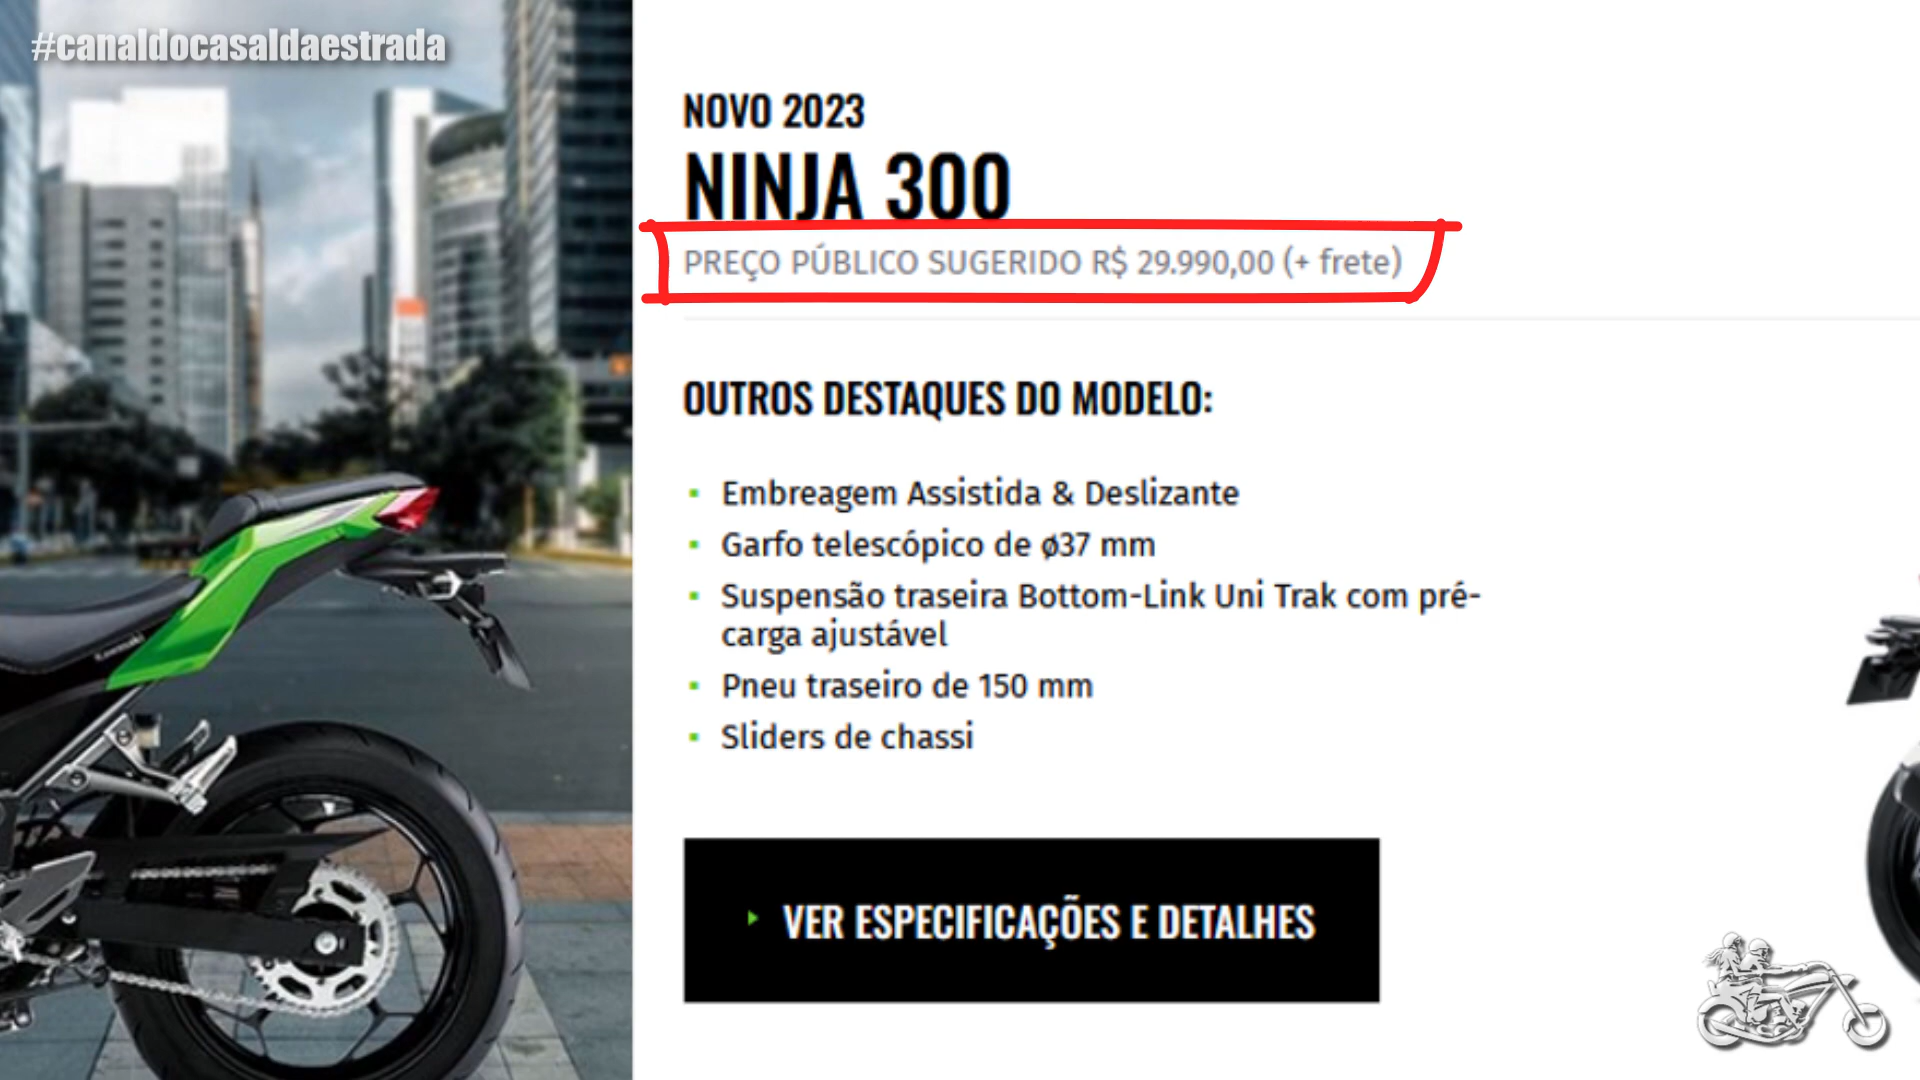 #canaldocasaldaestrada
NOVO 2023
NINJA 300
PREÇO PÚBLICO SUGERIDO R$ 29.990,00 (+ frete)
OUTROS DESTAQUES DO MODELO:
Embreagem Assistida & Deslizante
Garfo telescópico de ø37 mm
Suspensão traseira Bottom-Link Uni Trak com pré-
carga ajustável
Pneu traseiro de 150 mm
Sliders de chassi
VER ESPECIFICAÇÕES E DETALHES